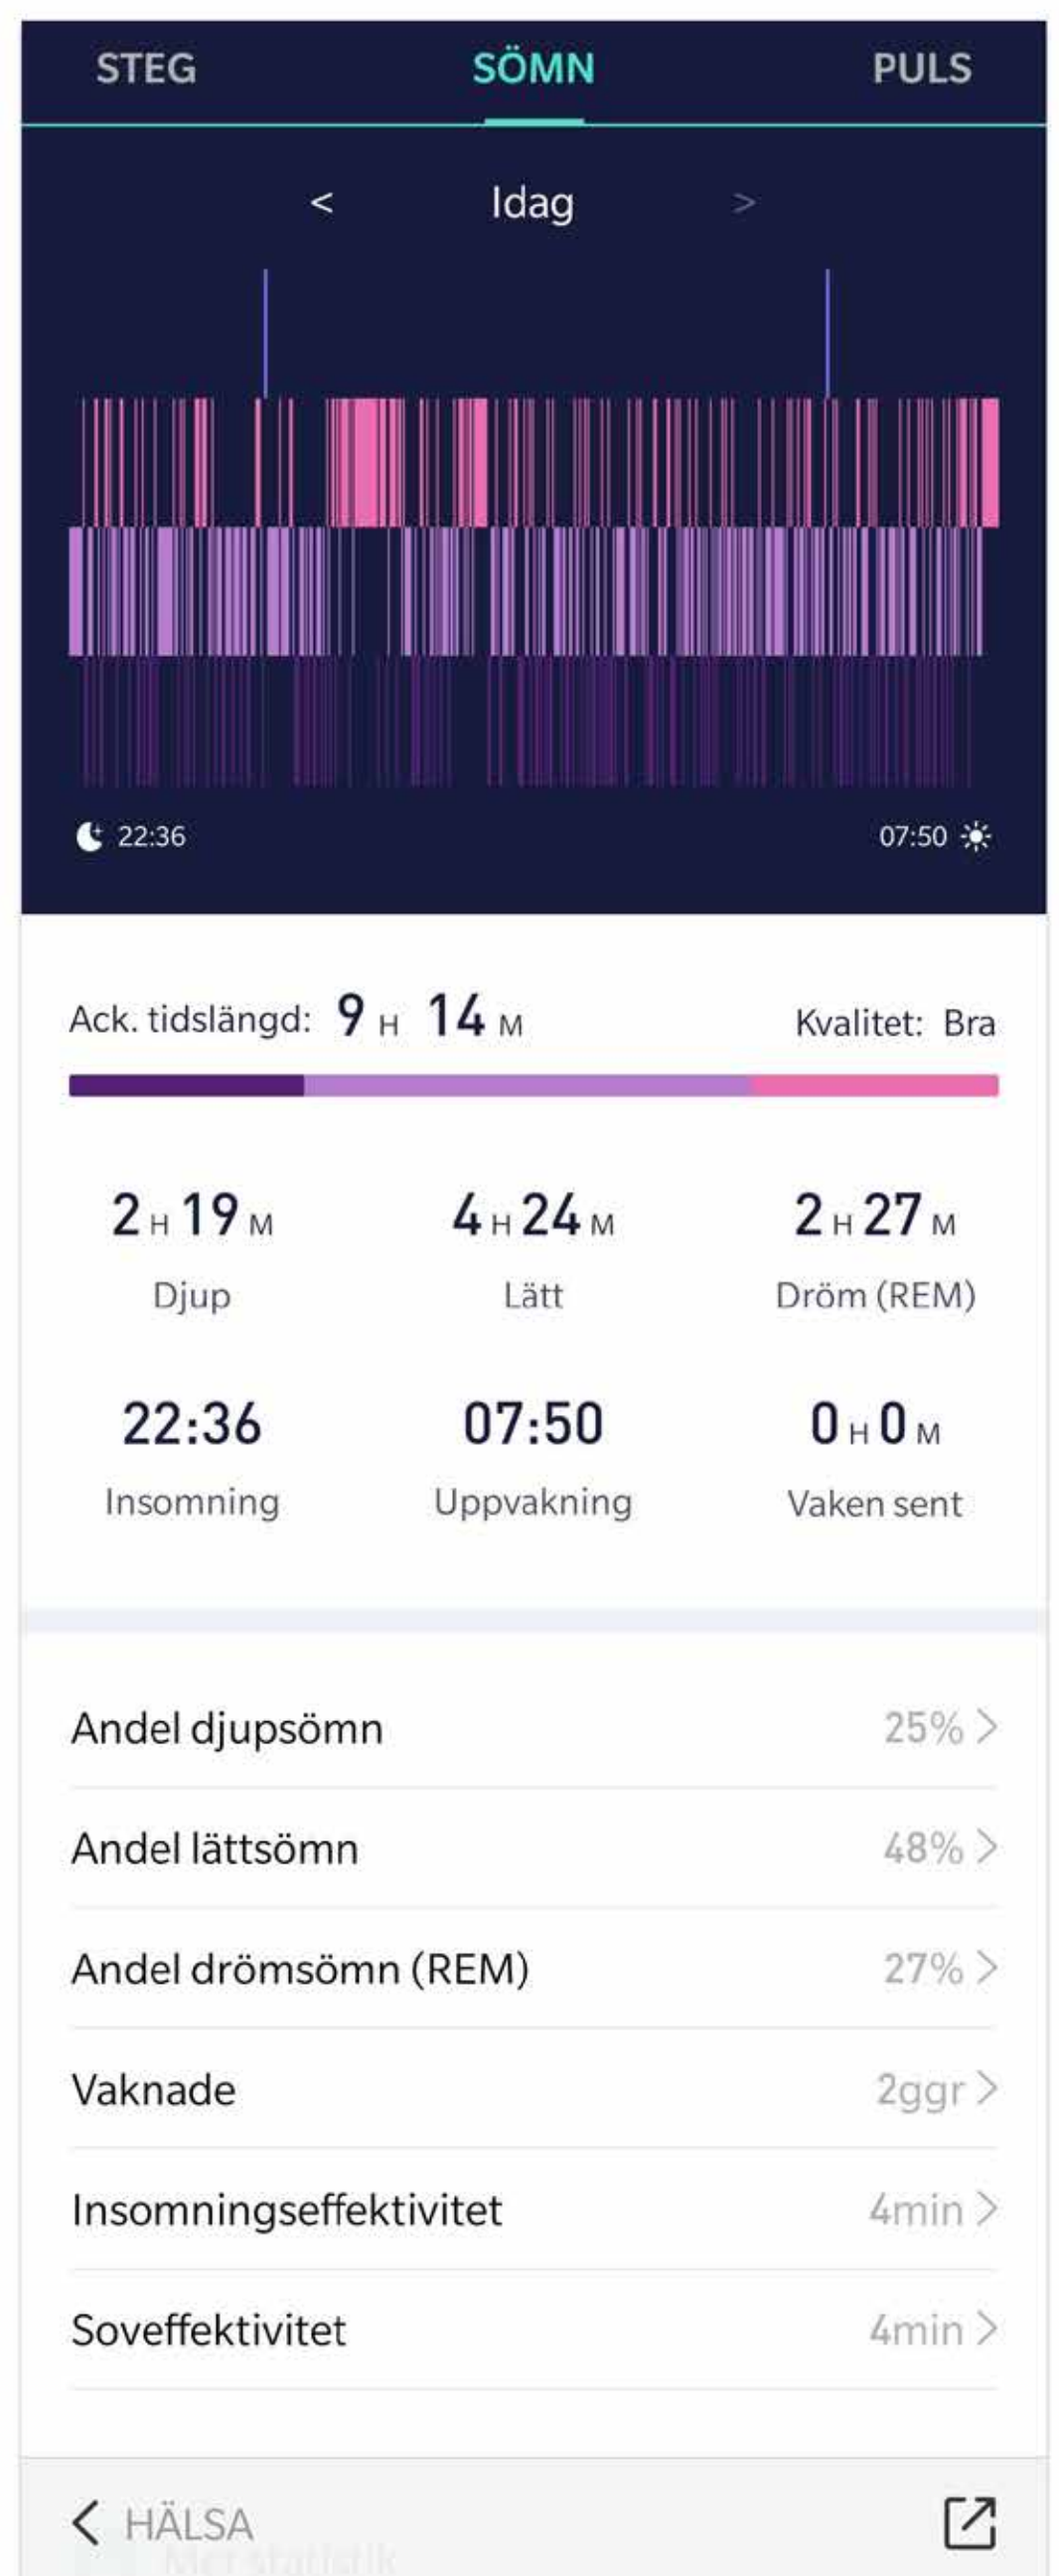 STEG SÖMN PULS
< Idag >
22:36 07:50
Ack. tidslängd: 9 H 14 M Kvalitet: Bra
2 H 19 M 4 H 24 M 2 H 27 M
Djup Lätt Dröm (REM)
22:36 07:50 0 H 0 M
Insomning Uppvakning Vaken sent
Andel djupsömn 25% >
Andel lättsömn 48% >
Andel drömsömn (REM) 27% >
Vaknade 2ggr >
Insomningseffektivitet 4min >
Soveffektivitet 4min >
< HÄLSA
Mer statistik